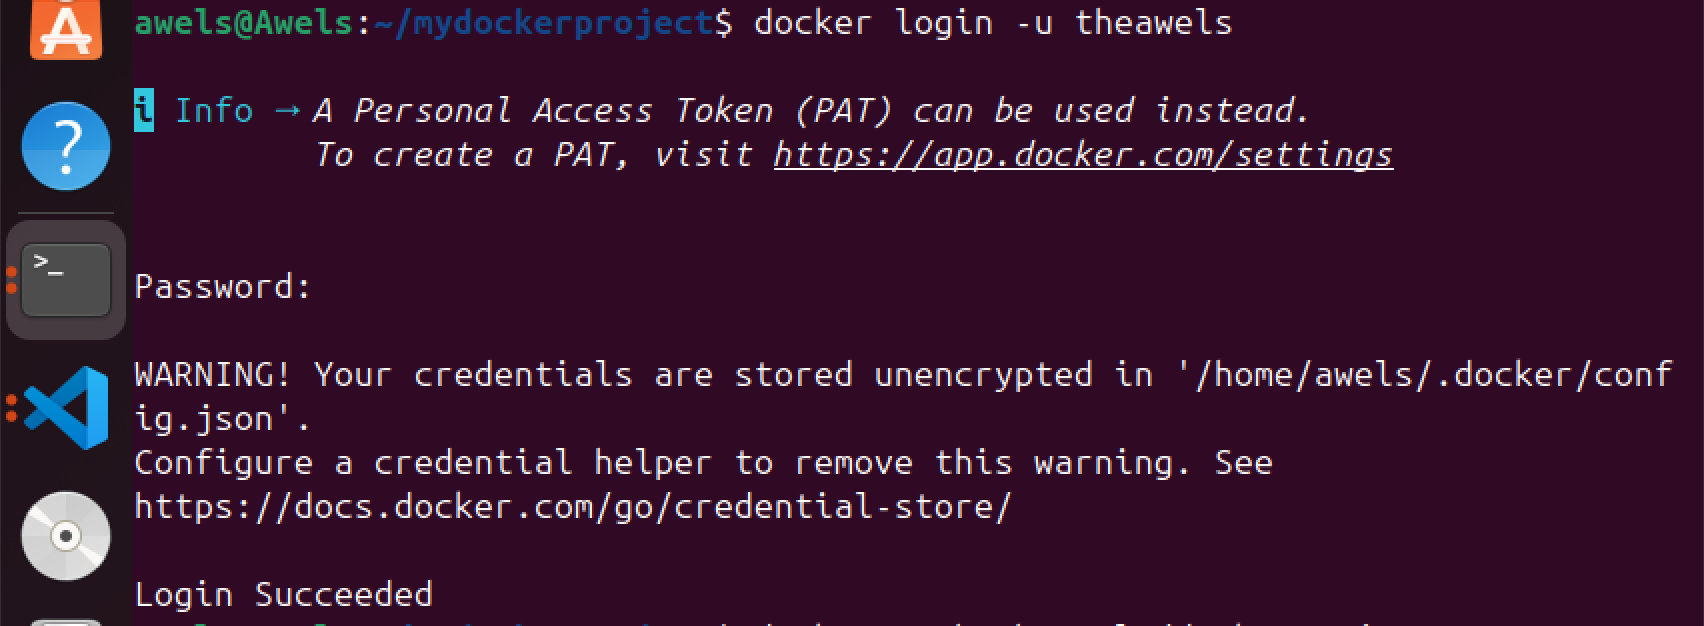 awels@Awels:~/mydockerproject$ docker login -u theawels
i Info → A Personal Access Token (PAT) can be used instead.
To create a PAT, visit https://app.docker.com/settings
Password:
WARNING! Your credentials are stored unencrypted in '/home/awels/.docker/conf
ig.json'.
Configure a credential helper to remove this warning. See
https://docs.docker.com/go/credential-store/
Login Succeeded